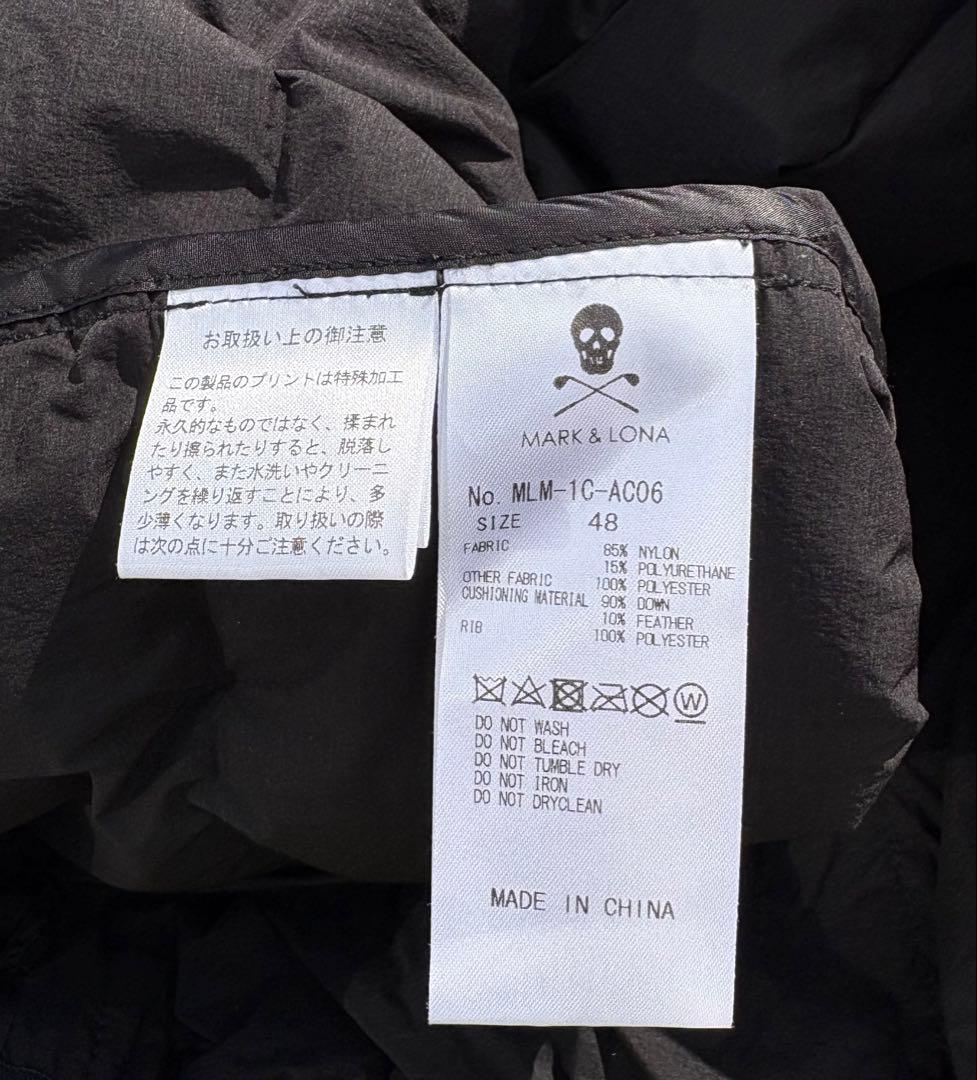 お取扱い上の御注意
この製品のプリントは特殊加工
品です。
永久的なものではなく、揉まれ
たり擦られたりすると、脱落し
やすく、また水洗いやクリーニ
ングを繰り返すことにより、多
少薄くなります。取り扱いの際
は次の点に十分ご注意ください。
MARK & LONA
No. MLM-1C-AC06
SIZE 48
FABRIC 85% NYLON
15% POLYURETHANE
OTHER FABRIC 100% POLYESTER
CUSHIONING MATERIAL 90% DOWN
10% FEATHER
RIB 100% POLYESTER
W
DO NOT WASH
DO NOT BLEACH
DO NOT TUMBLE DRY
DO NOT IRON
DO NOT DRYCLEAN
MADE IN CHINA